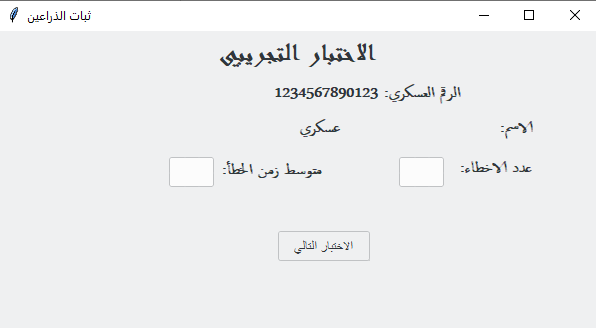 ثبات الذراعين
الاختبار التجريبي
الرقم العسكري: 1234567890123
الاسم: عسكري
عدد الاخطاء: متوسط زمن الخطأ:
الاختبار التالي